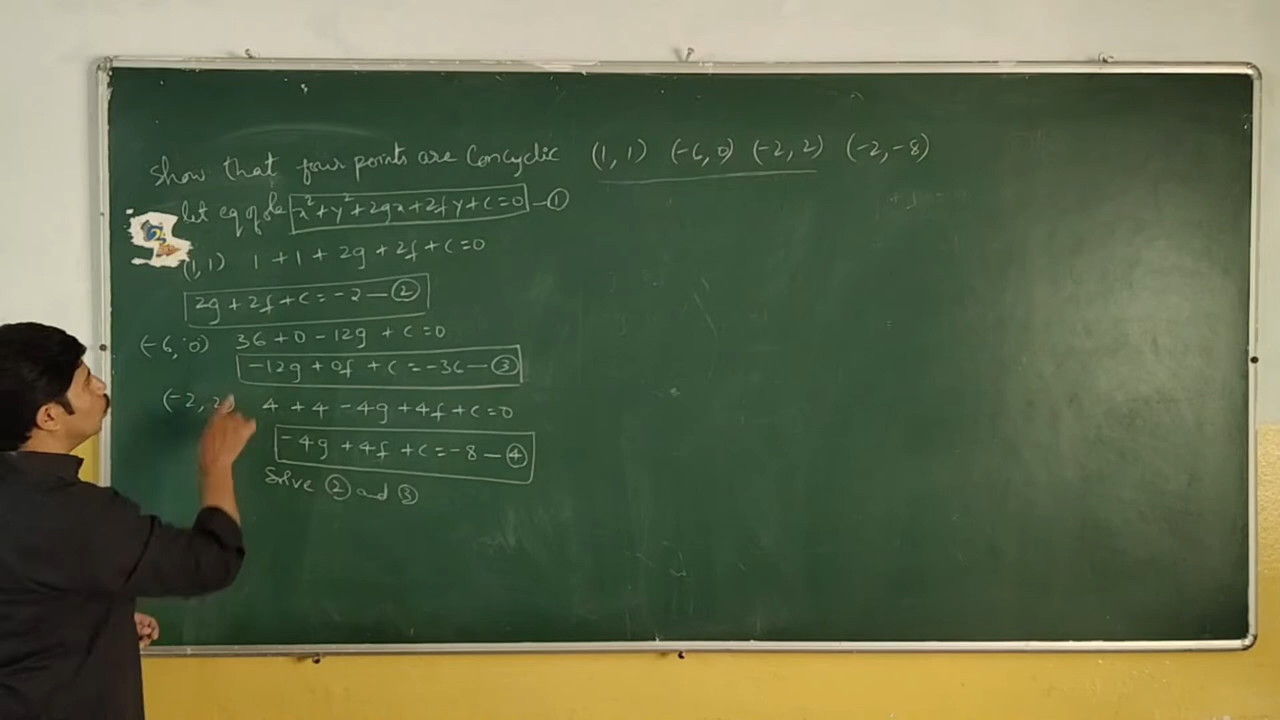 Show that four points are Concyclic (1, 1) (-6, 0) (-2, 2) (-2, -8)
let eq of be x² + y² + 2gx + 2fy + c = 0 — ①
(1, 1) 1 + 1 + 2g + 2f + c = 0
2g + 2f + c = -2 — ②
(-6, 0) 36 + 0 - 12g + c = 0
-12g + 0f + c = -36 — ③
(-2, 2) 4 + 4 - 4g + 4f + c = 0
-4g + 4f + c = -8 — ④
Solve ② and ③